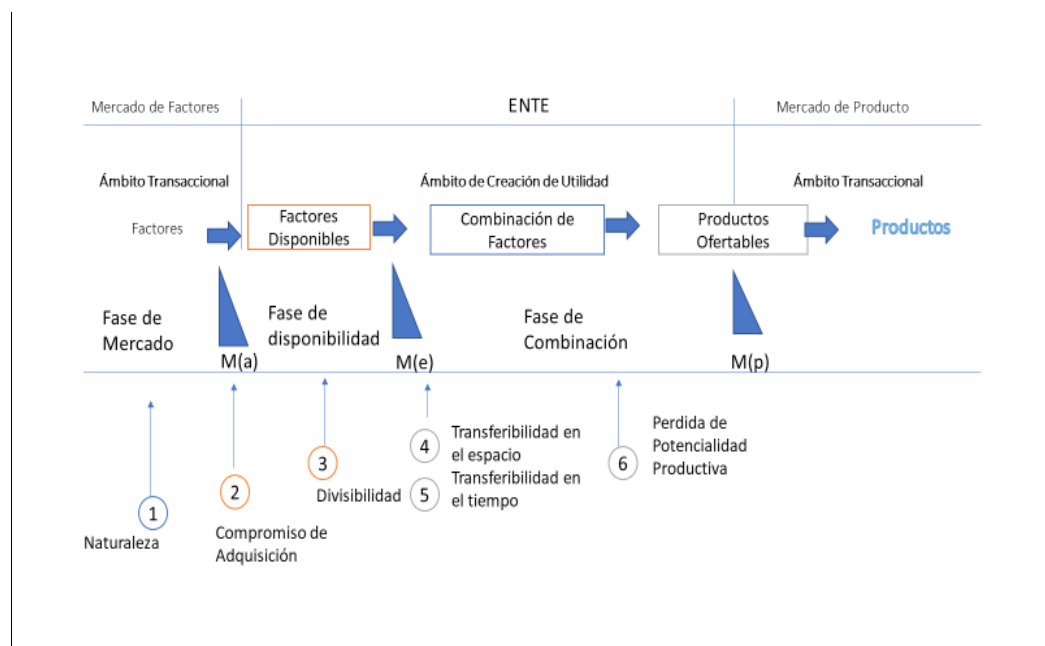 Mercado de Factores
ENTE
Mercado de Producto
Ámbito Transaccional
Ámbito de Creación de Utilidad
Ámbito Transaccional
Factores
Factores
Disponibles
Combinación de
Factores
Productos
Ofertables
Productos
Fase de
Mercado
Fase de
disponibilidad
Fase de
Combinación
M(a)
M(e)
M(p)
1
Naturaleza
2
Compromiso de
Adquisición
3
Divisibilidad
4
Transferibilidad en
el espacio
5
Transferibilidad en
el tiempo
6
Perdida de
Potencialidad
Productiva